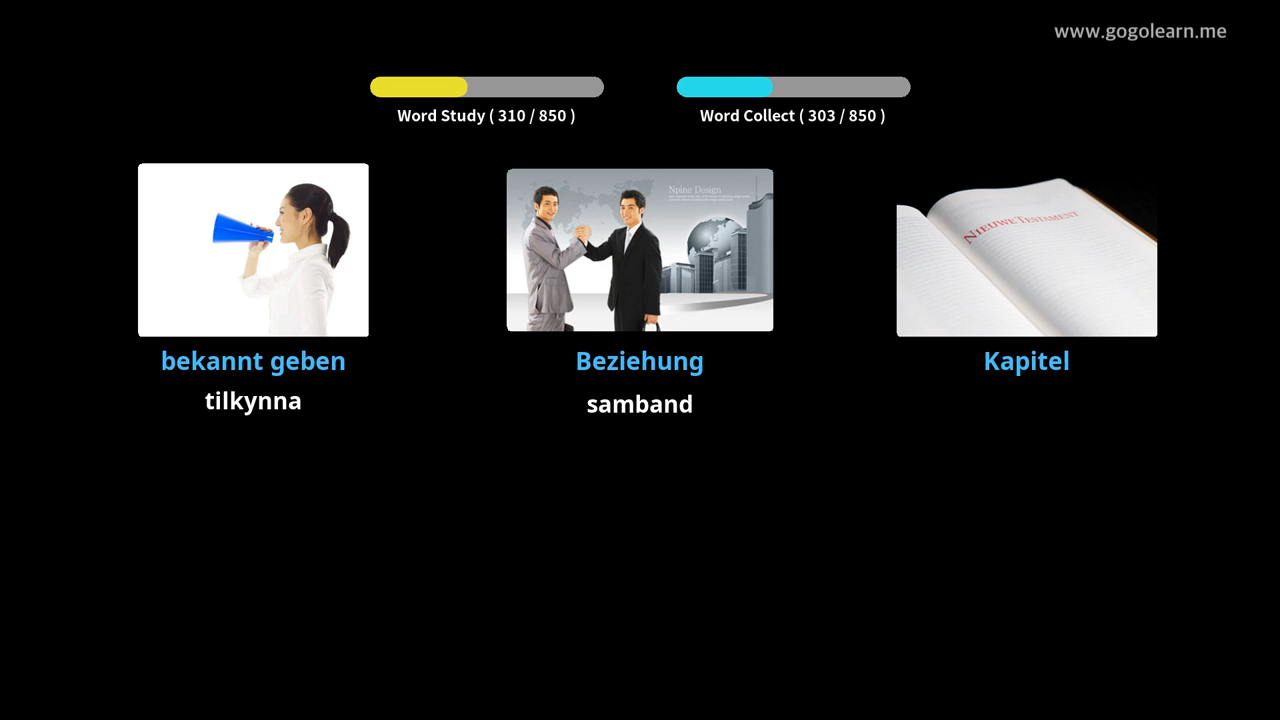 www.gogolearn.me
Word Study ( 310 / 850 )
Word Collect ( 303 / 850 )
Npine Design
NIEUWE TESTAMENT
bekannt geben
Beziehung
Kapitel
tilkynna
samband